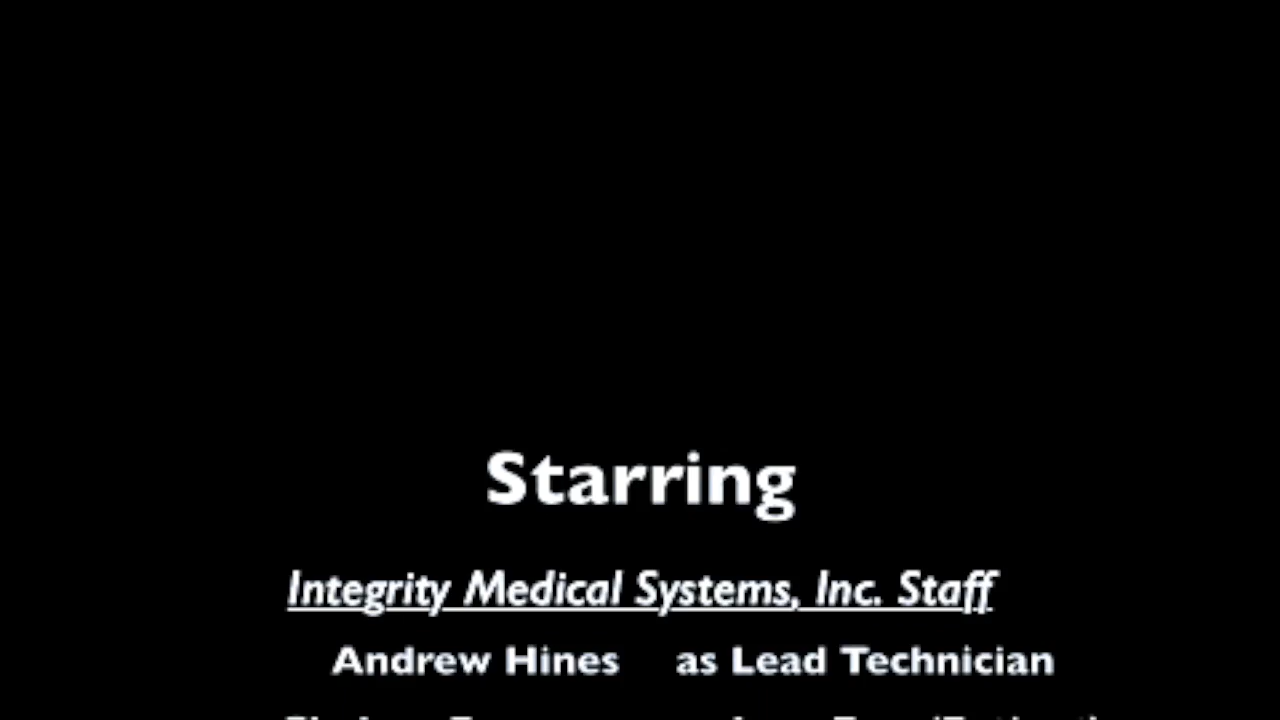 Starring
Integrity Medical Systems, Inc. Staff
Andrew Hines as Lead Technician